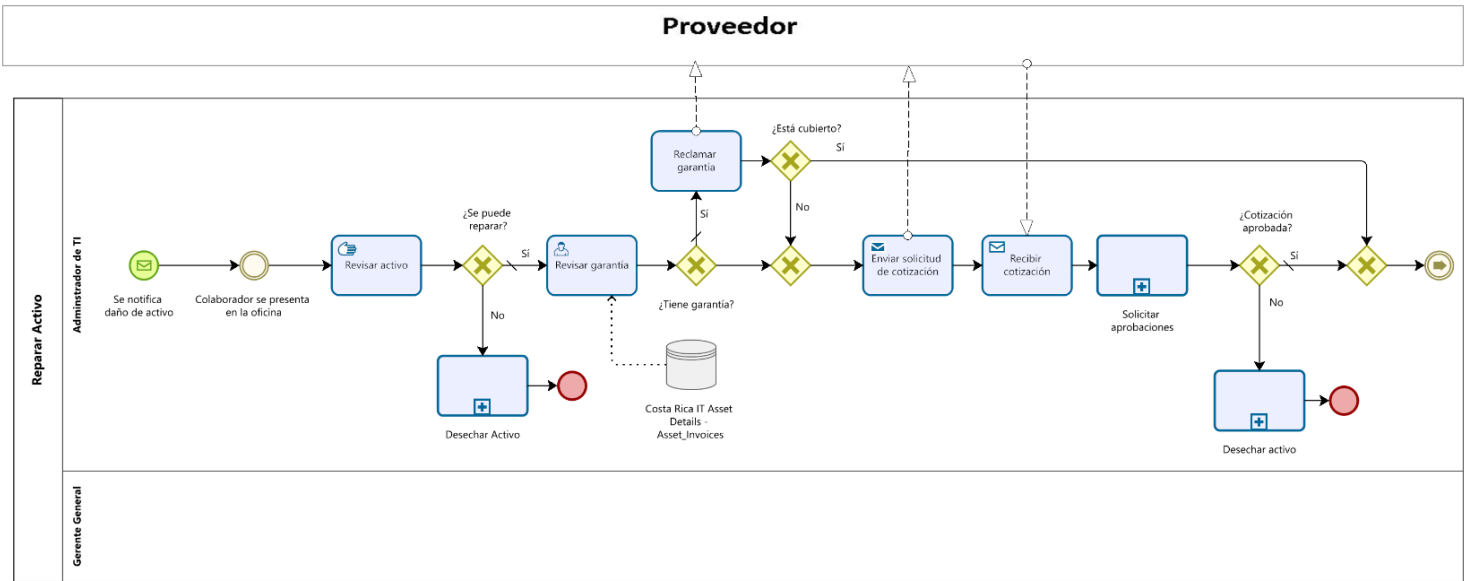 Proveedor
Reparar Activo
Adminstrador de TI
Gerente General
Se notifica
daño de activo
Colaborador se presenta
en la oficina
Revisar activo
¿Se puede
reparar?
Sí
No
Desechar Activo
Revisar garantía
Costa Rica IT Asset
Details -
Asset_Invoices
¿Tiene garantía?
Sí
Reclamar
garantía
¿Está cubierto?
Sí
No
Enviar solicitud
de cotización
Recibir
cotización
Solicitar
aprobaciones
¿Cotización
aprobada?
Sí
No
Desechar activo